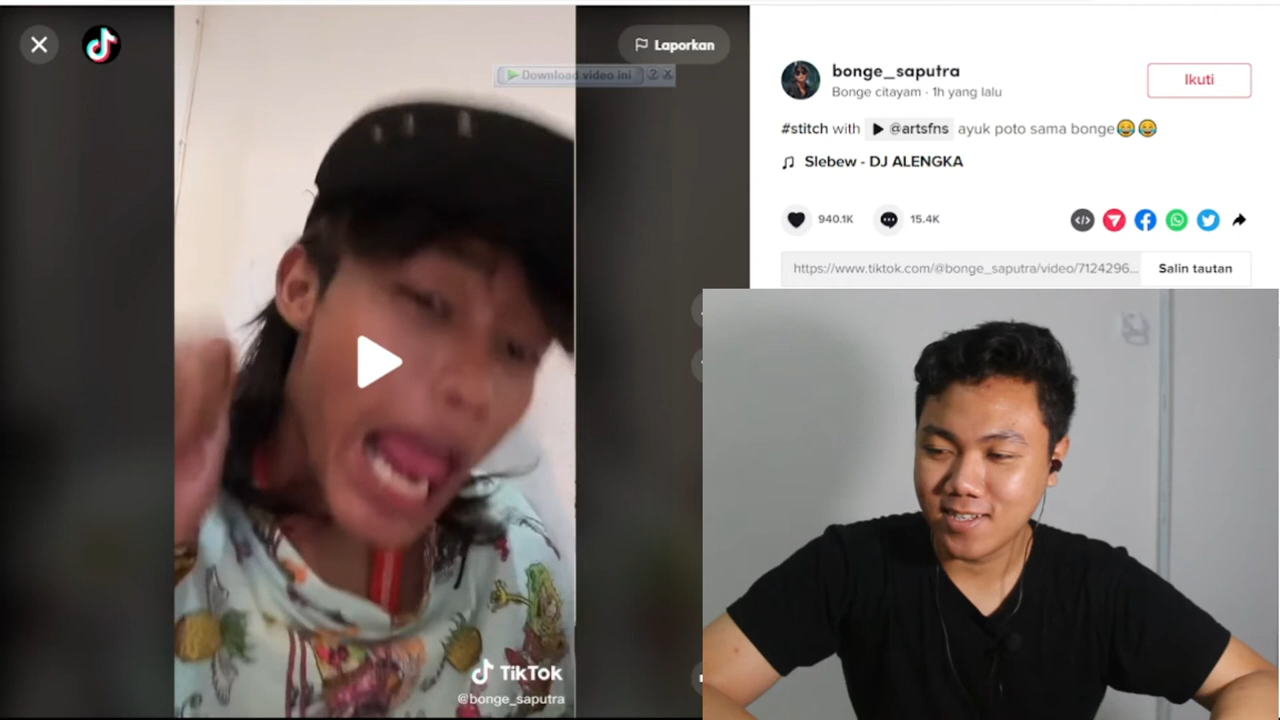 Laporkan
Download video ini ? X
bonge_saputra
Bonge citayam · 1h yang lalu
Ikuti
#stitch with ▶ @artsfns ayuk poto sama bonge😂😂
♫ Slebew - DJ ALENGKA
940.1K
15.4K
https://www.tiktok.com/@bonge_saputra/video/7124296...
Salin tautan
TikTok
@bonge_saputra